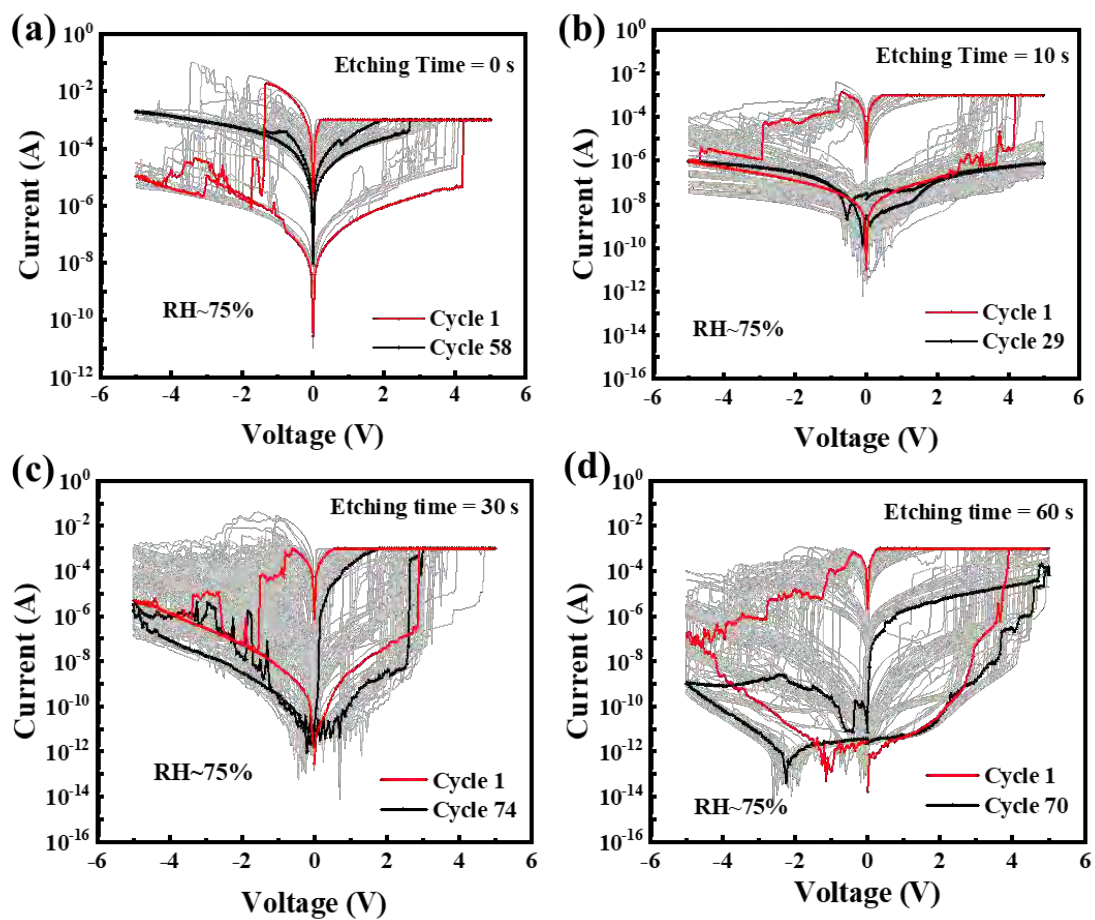 (a)
10^0
10^-2
10^-4
10^-6
10^-8
10^-10
10^-12
Current (A)
Etching Time = 0 s
RH~75%
Cycle 1
Cycle 58
-6 -4 -2 0 2 4 6
Voltage (V)
(b)
10^0
10^-2
10^-4
10^-6
10^-8
10^-10
10^-12
10^-14
10^-16
Current (A)
Etching Time = 10 s
RH~75%
Cycle 1
Cycle 29
-6 -4 -2 0 2 4 6
Voltage (V)
(c)
10^0
10^-2
10^-4
10^-6
10^-8
10^-10
10^-12
10^-14
10^-16
Current (A)
Etching time = 30 s
RH~75%
Cycle 1
Cycle 74
-6 -4 -2 0 2 4 6
Voltage (V)
(d)
10^0
10^-2
10^-4
10^-6
10^-8
10^-10
10^-12
10^-14
10^-16
Current (A)
Etching time = 60 s
RH~75%
Cycle 1
Cycle 70
-6 -4 -2 0 2 4 6
Voltage (V)